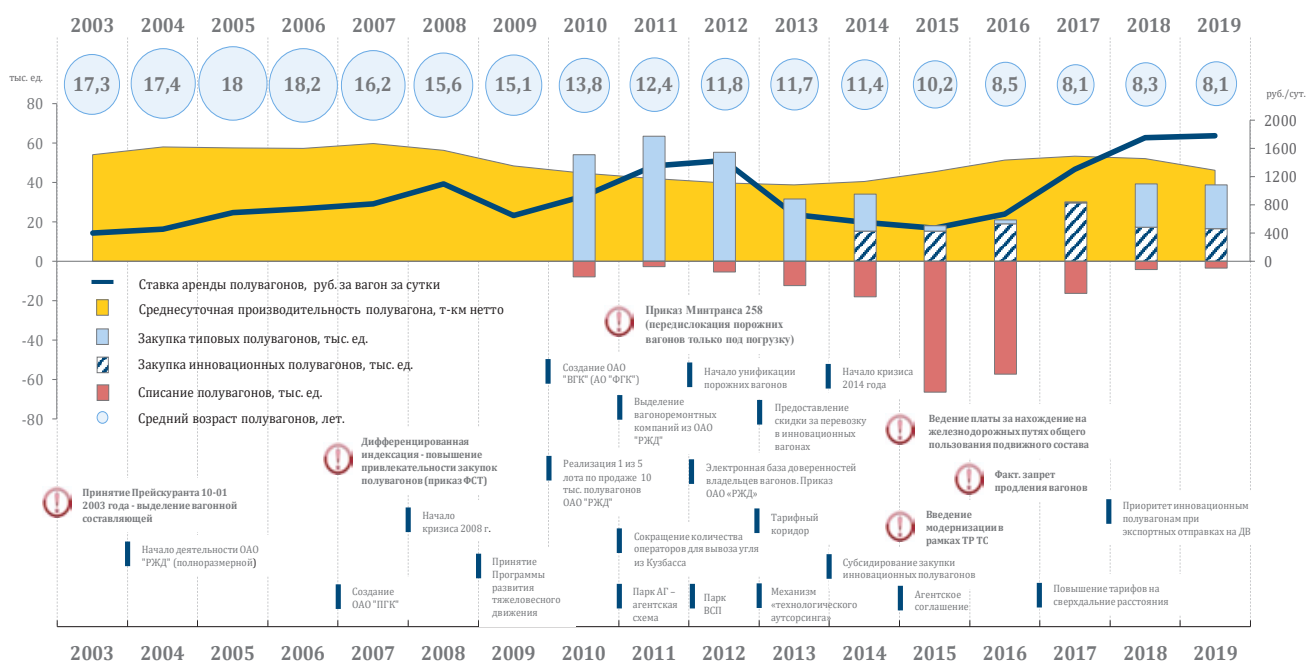 2003 2004 2005 2006 2007 2008 2009 2010 2011 2012 2013 2014 2015 2016 2017 2018 2019
тыс. ед.
17,3 17,4 18 18,2 16,2 15,6 15,1 13,8 12,4 11,8 11,7 11,4 10,2 8,5 8,1 8,3 8,1
руб./сут.
80
60
40
20
0
-20
-40
-60
-80
2000
1600
1200
800
400
0
Ставка аренды полувагонов, руб. за вагон за сутки
Среднесуточная производительность полувагона, т-км нетто
Закупка типовых полувагонов, тыс. ед.
Закупка инновационных полувагонов, тыс. ед.
Списание полувагонов, тыс. ед.
Средний возраст полувагонов, лет.
Принятие Прейскуранта 10-01
2003 года - выделение вагонной
составляющей
Начало деятельности ОАО
"РЖД" (полноразмерной)
Дифференцированная
индексация - повышение
привлекательности закупок
полувагонов (приказ ФСТ)
Создание
ОАО "ПГК"
Начало
кризиса 2008 г.
Принятие
Программы
развития
тяжеловесного
движения
Создание ОАО
"ВГК" (АО "ФГК")
Реализация 1 из 5
лота по продаже 10
тыс. полувагонов
ОАО "РЖД"
Приказ Минтранса 258
(передислокация порожних
вагонов только под погрузку)
Выделение
вагоноремонтных
компаний из ОАО
"РЖД"
Сокращение количества
операторов для вывоза угля
из Кузбасса
Парк АГ –
агентская
схема
Начало унификации
порожних вагонов
Электронная база доверенностей
владельцев вагонов. Приказ
ОАО «РЖД»
Парк
ВСП
Предоставление
скидки за перевозку
в инновационных
вагонах
Тарифный
коридор
Механизм
«технологического
аутсорсинга»
Начало кризиса
2014 года
Субсидирование закупки
инновационных полувагонов
Ведение платы за нахождение на
железнодорожных путях общего
пользования подвижного состава
Введение
модернизации в
рамках ТР ТС
Агентское
соглашение
Факт. запрет
продления вагонов
Повышение тарифов на
сверхдальние расстояния
Приоритет инновационным
полувагонам при
экспортных отправках на ДВ
2003 2004 2005 2006 2007 2008 2009 2010 2011 2012 2013 2014 2015 2016 2017 2018 2019